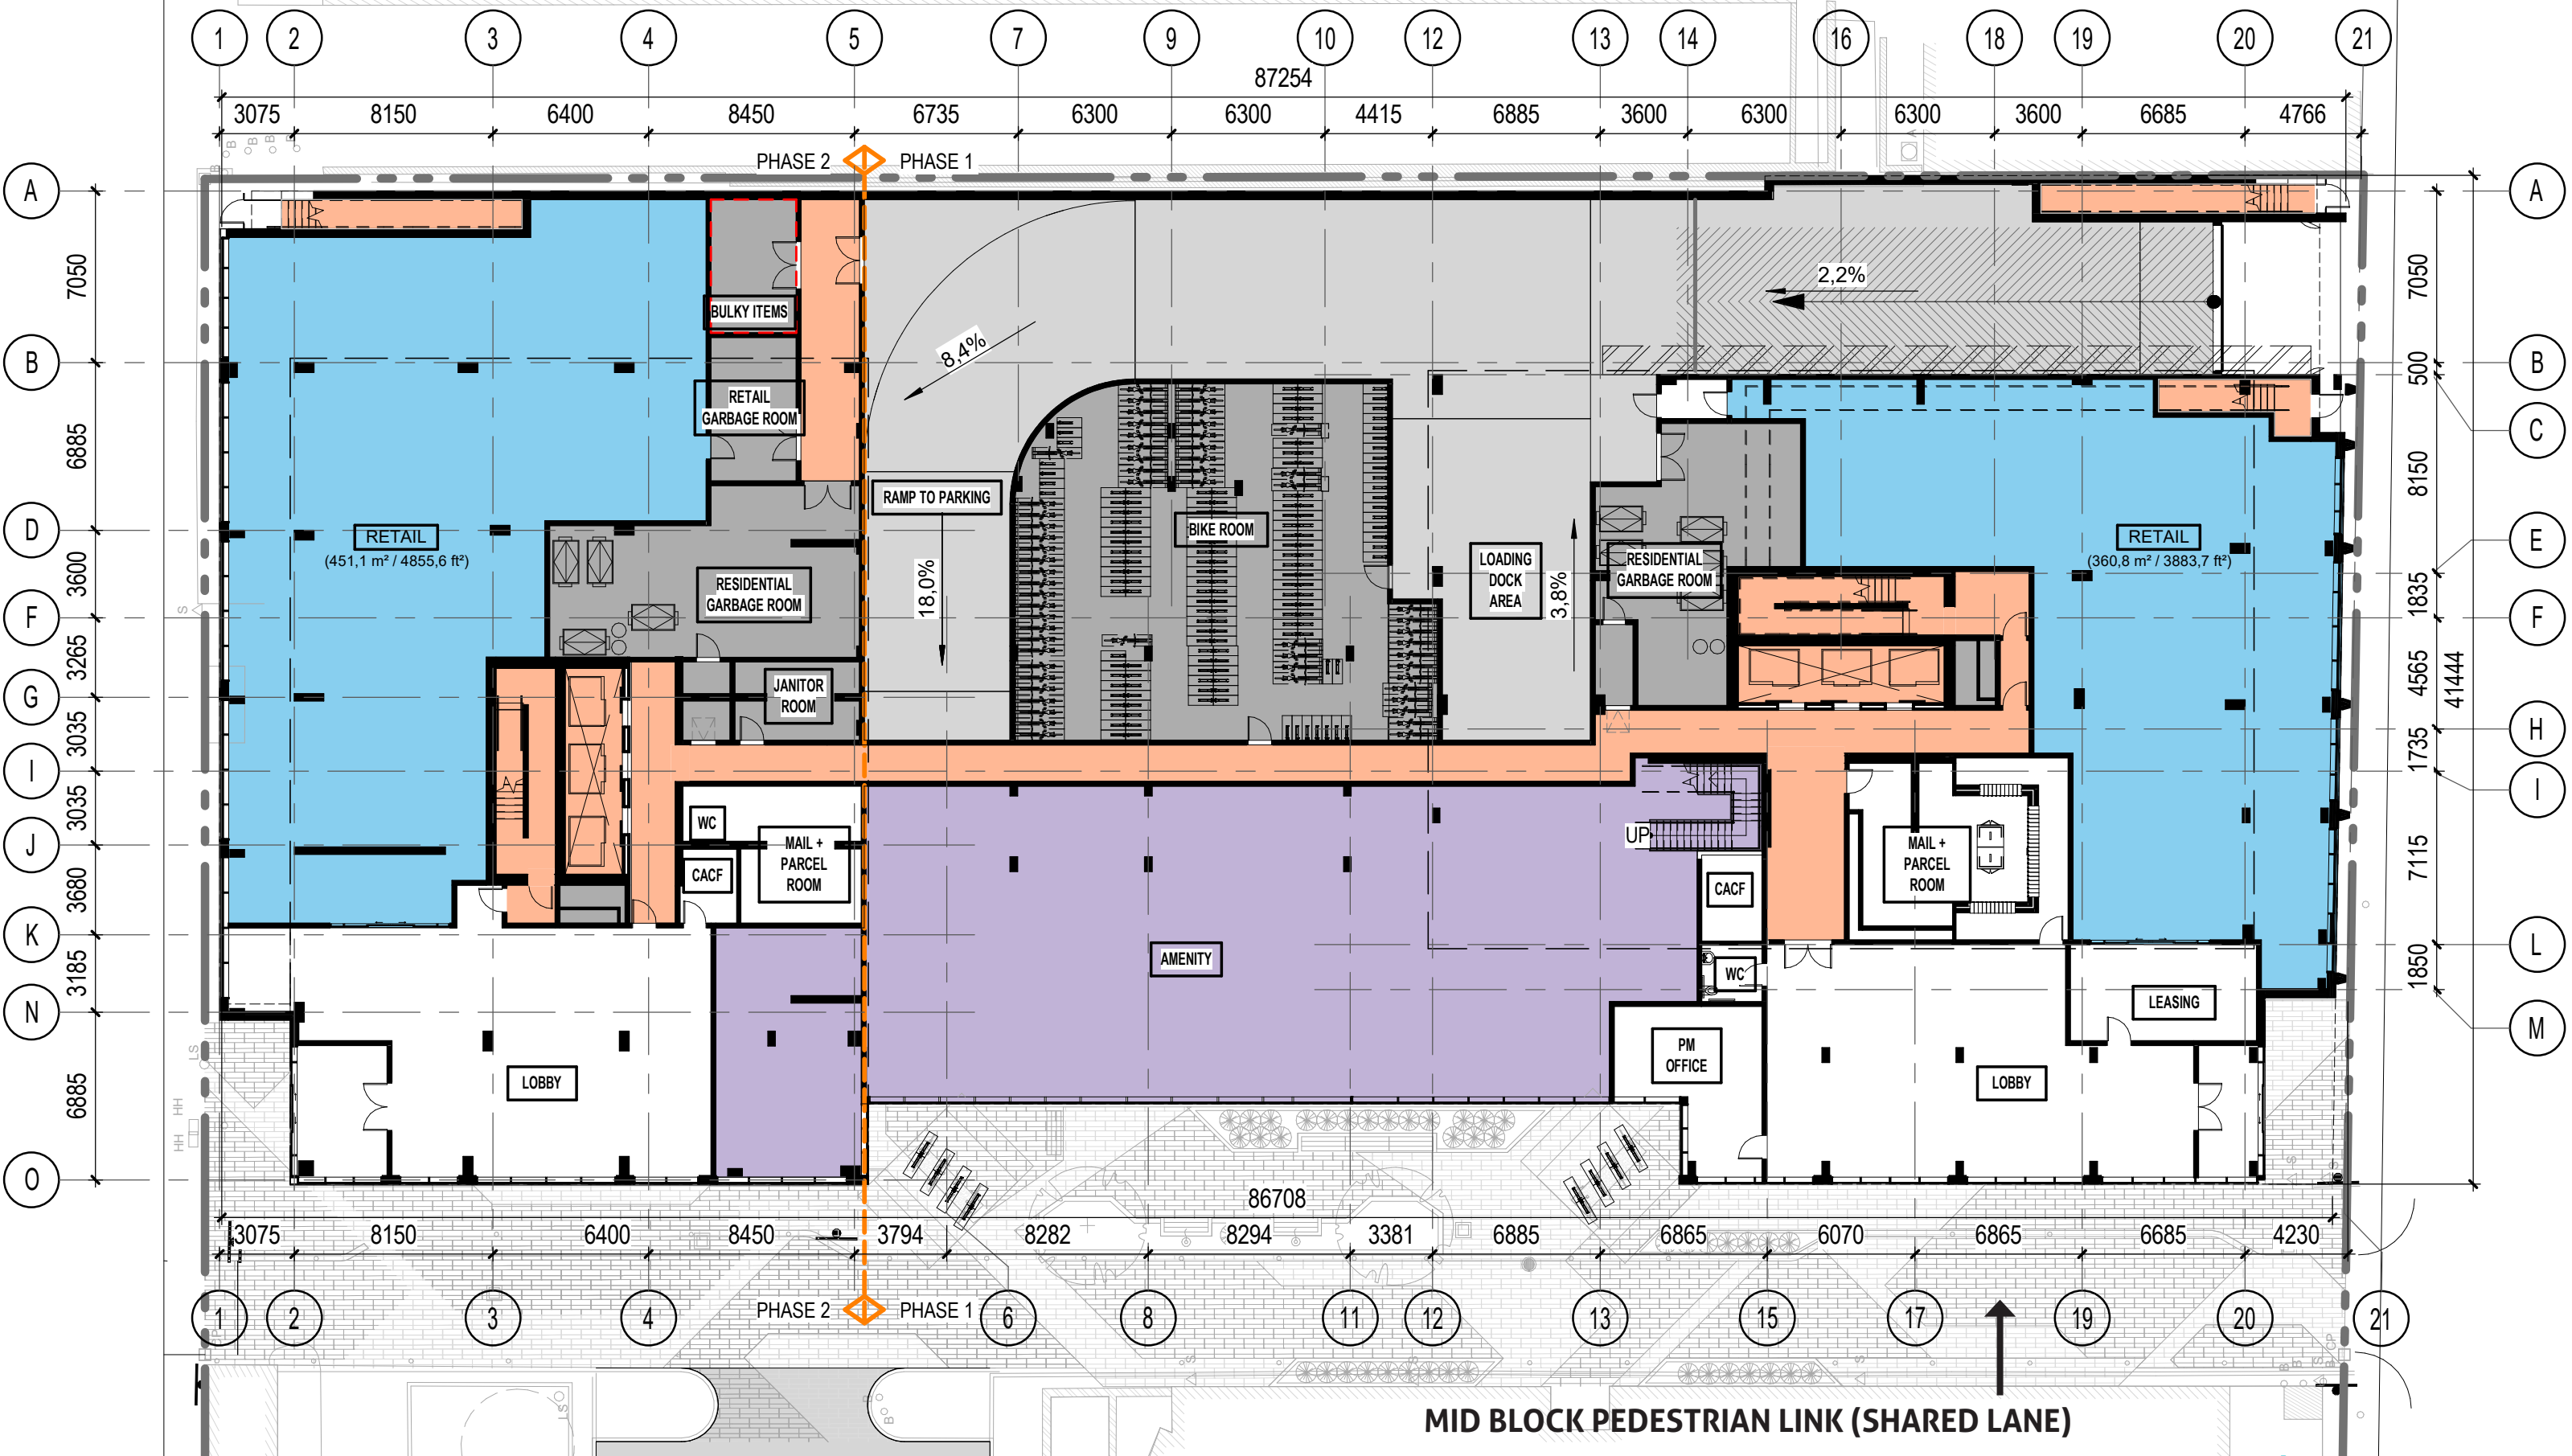 1 2 3 4 5 7 9 10 12 13 14 16 18 19 20 21
87254
3075 8150 6400 8450 6735 6300 6300 4415 6885 3600 6300 6300 3600 6685 4766
PHASE 2 PHASE 1
A
B
D
F
G
I
J
K
N
O
7050
6885
3600
3265
3035
3035
3680
3185
6885
A
B
C
E
F
H
I
L
M
7050
500
8150
1835
4565
1735
7115
1850
41444
BULKY ITEMS
RETAIL
GARBAGE ROOM
RETAIL
(451,1 m² / 4855,6 ft²)
RESIDENTIAL
GARBAGE ROOM
JANITOR
ROOM
WC
CACF
MAIL +
PARCEL
ROOM
LOBBY
8,4%
RAMP TO PARKING
18,0%
BIKE ROOM
LOADING
DOCK
AREA
3,8%
2,2%
RESIDENTIAL
GARBAGE ROOM
RETAIL
(360,8 m² / 3883,7 ft²)
AMENITY
UP
CACF
WC
MAIL +
PARCEL
ROOM
PM
OFFICE
LEASING
LOBBY
S
LS
HH
HH
86708
3075 8150 6400 8450 3794 8282 8294 3381 6885 6865 6070 6865 6685 4230
PHASE 2 PHASE 1
1 2 3 4 6 8 11 12 13 15 17 19 20 21
LS
MID BLOCK PEDESTRIAN LINK (SHARED LANE)